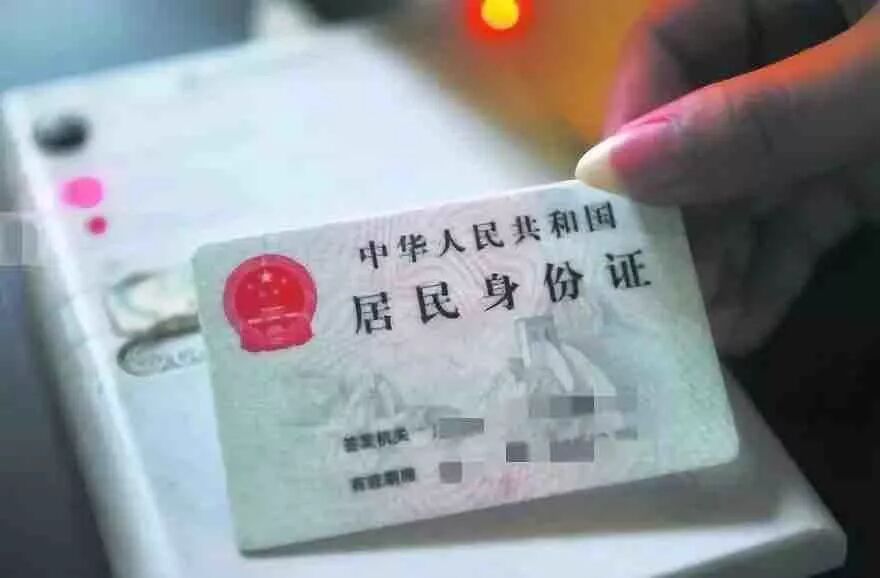 中华人民共和国
居民身份证
签发机关
有效期限